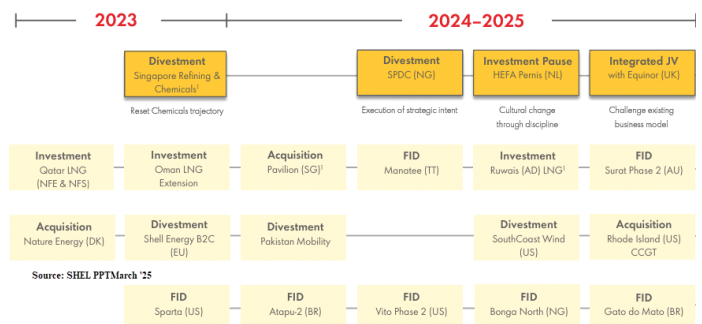 2023
2024–2025
Divestment
Singapore Refining &
Chemicals¹
Divestment
SPDC (NG)
Investment Pause
HEFA Pernis (NL)
Integrated JV
with Equinor (UK)
Reset Chemicals trajectory
Execution of strategic intent
Cultural change
through discipline
Challenge existing
business model
Investment
Qatar LNG
(NFE & NFS)
Investment
Oman LNG
Extension
Acquisition
Pavilion (SG)¹
FID
Manatee (TT)
Investment
Ruwais (AD) LNG¹
FID
Surat Phase 2 (AU)
Acquisition
Nature Energy (DK)
Divestment
Shell Energy B2C
(EU)
Divestment
Pakistan Mobility
Divestment
SouthCoast Wind
(US)
Acquisition
Rhode Island (US)
CCGT
Source: SHEL PPTMarch '25
FID
Sparta (US)
FID
Atapu-2 (BR)
FID
Vito Phase 2 (US)
FID
Bonga North (NG)
FID
Gato do Mato (BR)